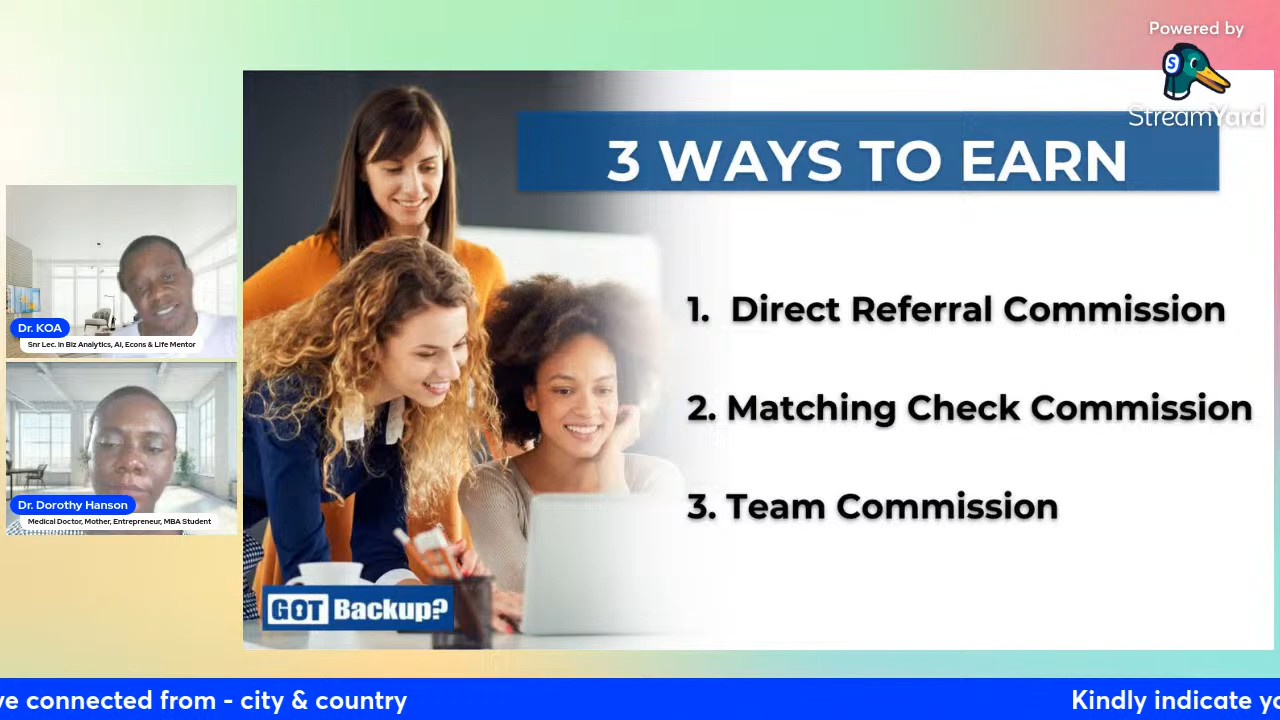 Powered by
S
StreamYard
3 WAYS TO EARN
1. Direct Referral Commission
2. Matching Check Commission
3. Team Commission
GOT Backup?
Dr. KOA
Snr Lec. in Biz Analytics, AI, Econs & Life Mentor
Dr. Dorothy Hanson
Medical Doctor, Mother, Entrepreneur, MBA Student
ve connected from - city & country
Kindly indicate yo